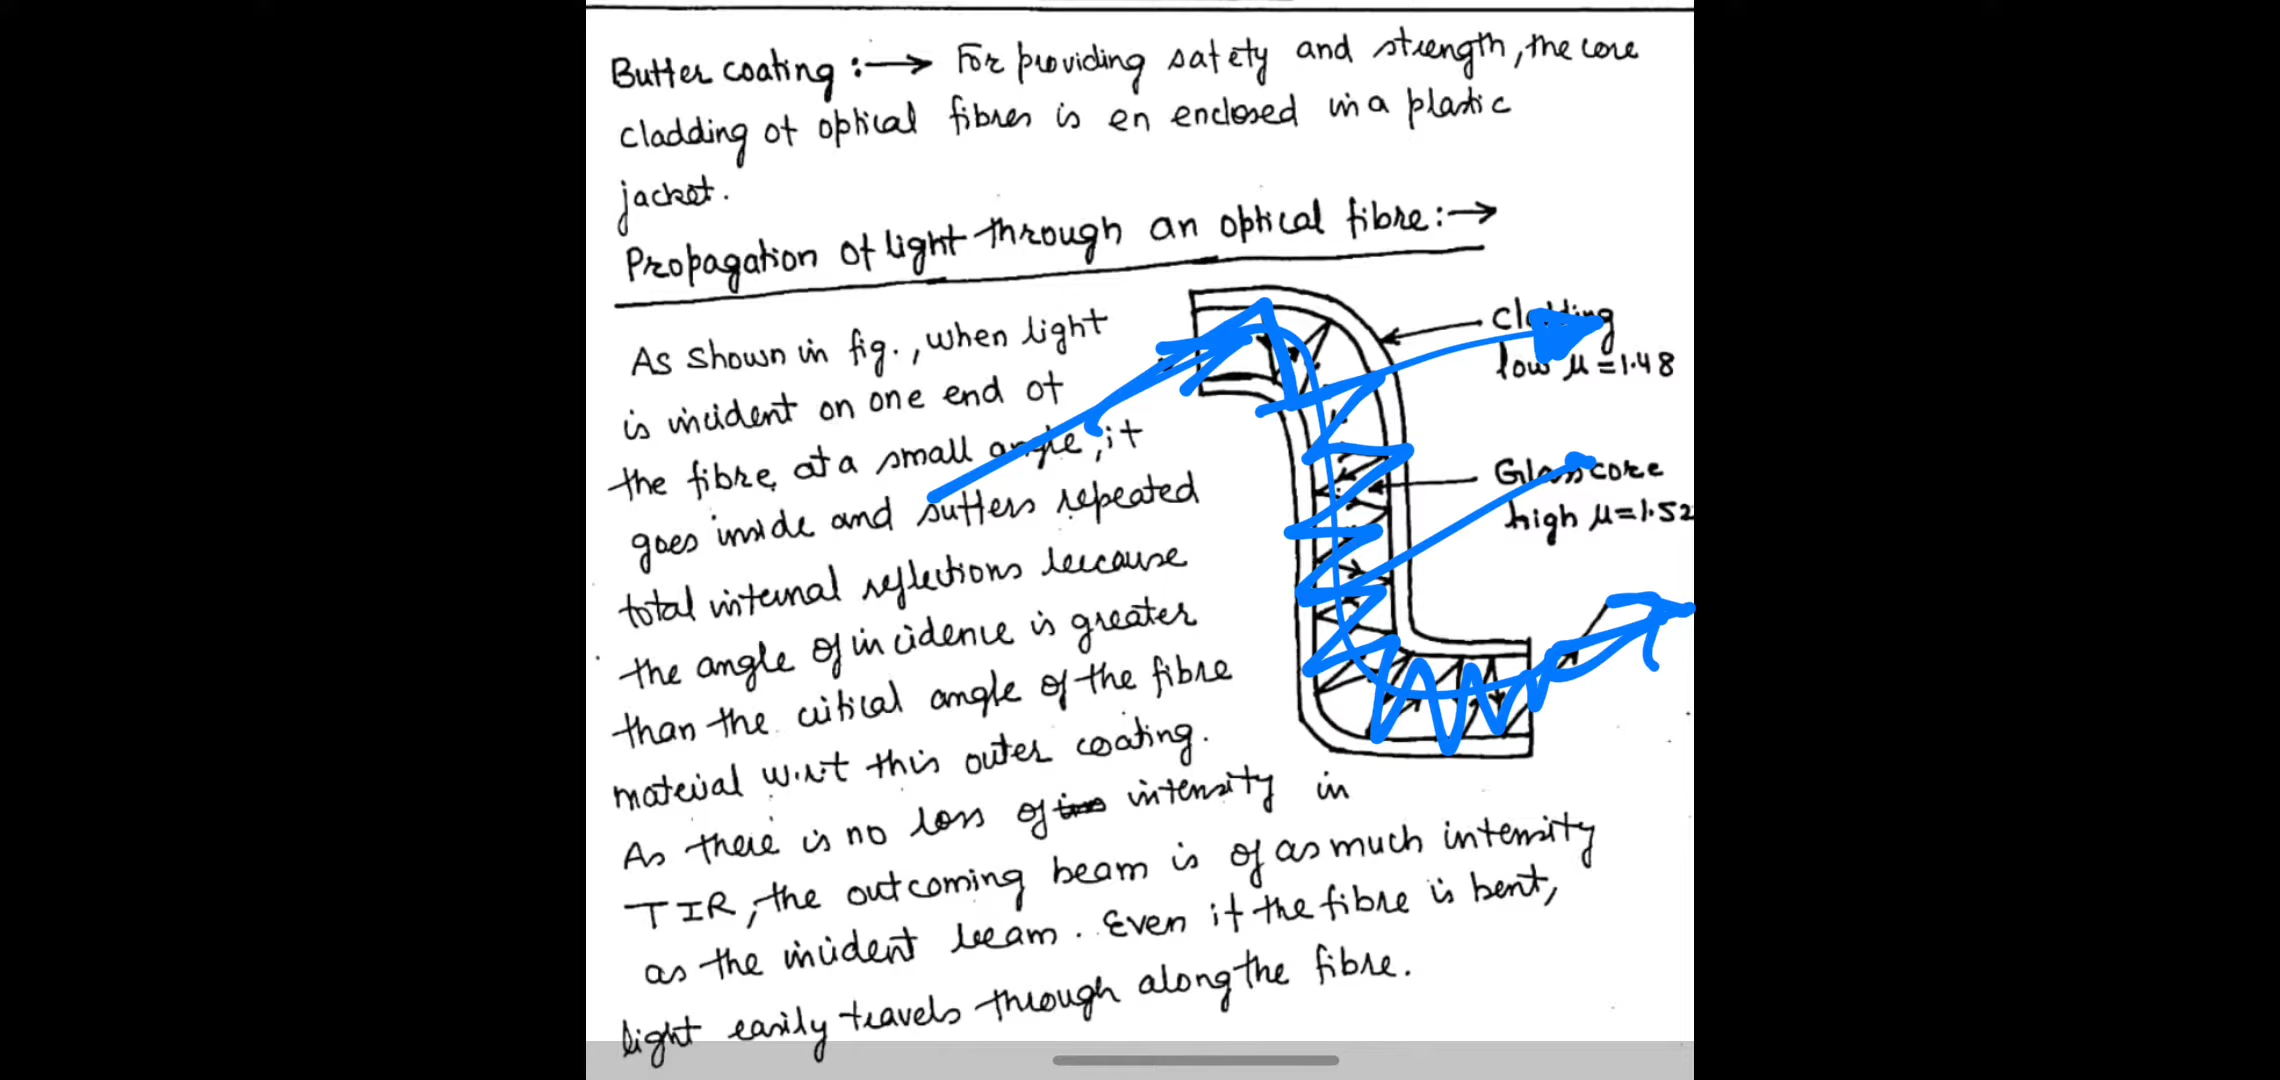 Butter coating :→ For providing safety and strength, the core
cladding of optical fibres is en enclosed in a plastic
jacket.
Propagation of light through an optical fibre :→
As shown in fig., when light
is incident on one end of
the fibre at a small angle, it
goes inside and suffers repeated
total internal reflections because
the angle of incidence is greater
than the critical angle of the fibre
material w.r.t this outer coating.
As there is no loss of intensity in
TIR, the outcoming beam is of as much intensity
as the incident beam. Even if the fibre is bent,
light easily travels through along the fibre.
Cladding
low μ = 1.48
Glass core
high μ = 1.52